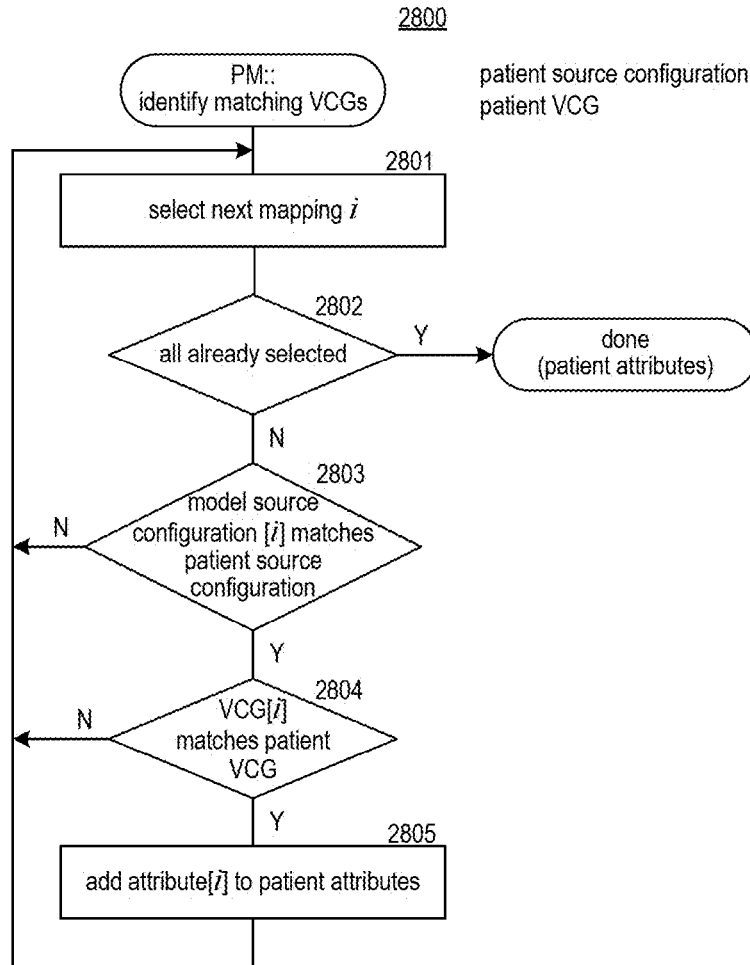 2800
PM::
identify matching VCGs
patient source configuration
patient VCG
2801
select next mapping i
2802
all already selected
Y
done
(patient attributes)
N
2803
model source
configuration [i] matches
patient source
configuration
N
Y
2804
VCG[i]
matches patient
VCG
N
Y
2805
add attribute[i] to patient attributes